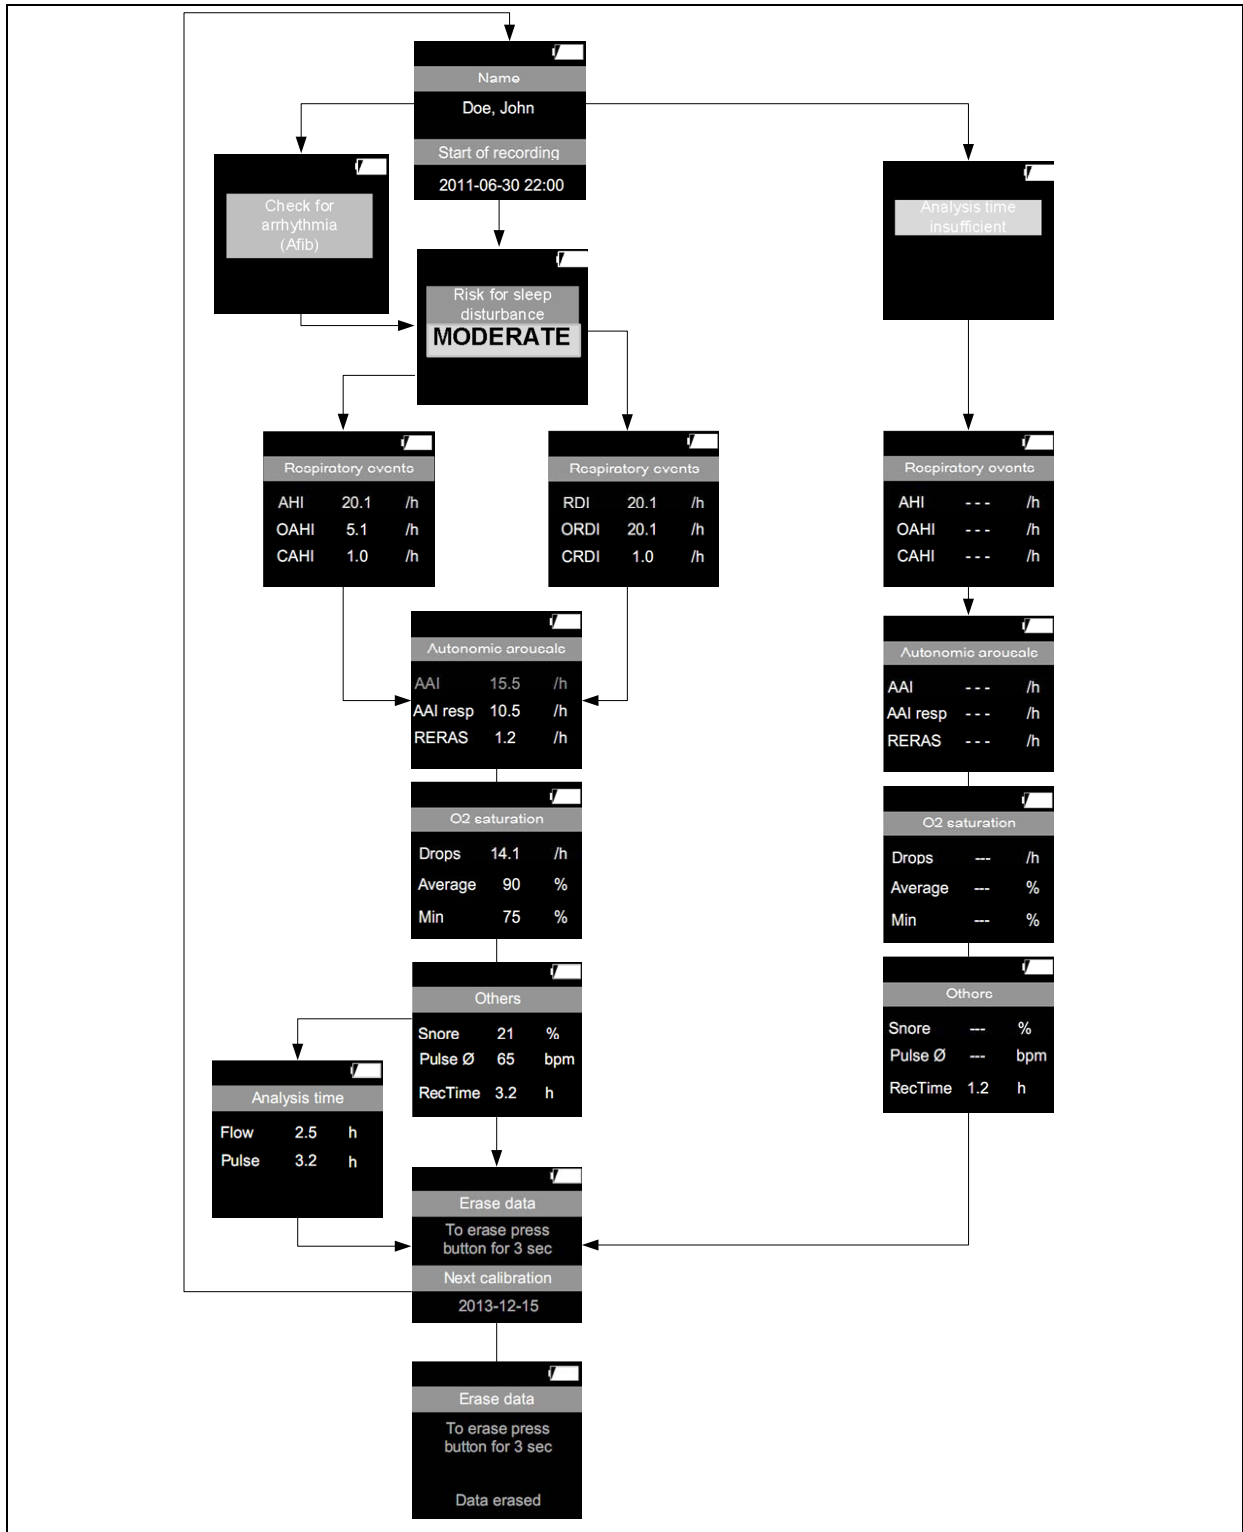 Name
Doe, John
Start of recording
2011-06-30 22:00
Check for
arrhythmia
(Afib)
Analysis time
insufficient
Risk for sleep
disturbance
MODERATE
Respiratory events
AHI 20.1 /h
OAHI 5.1 /h
CAHI 1.0 /h
Respiratory events
RDI 20.1 /h
ORDI 20.1 /h
CRDI 1.0 /h
Respiratory events
AHI - - - /h
OAHI - - - /h
CAHI - - - /h
Autonomic arousals
AAI 15.5 /h
AAI resp 10.5 /h
RERAS 1.2 /h
Autonomic arousals
AAI - - - /h
AAI resp - - - /h
RERAS - - - /h
O2 saturation
Drops 14.1 /h
Average 90 %
Min 75 %
O2 saturation
Drops --- /h
Average --- %
Min --- %
Others
Snore 21 %
Pulse Ø 65 bpm
RecTime 3.2 h
Others
Snore --- %
Pulse Ø --- bpm
RecTime 1.2 h
Analysis time
Flow 2.5 h
Pulse 3.2 h
Erase data
To erase press
button for 3 sec
Next calibration
2013-12-15
Erase data
To erase press
button for 3 sec
Data erased